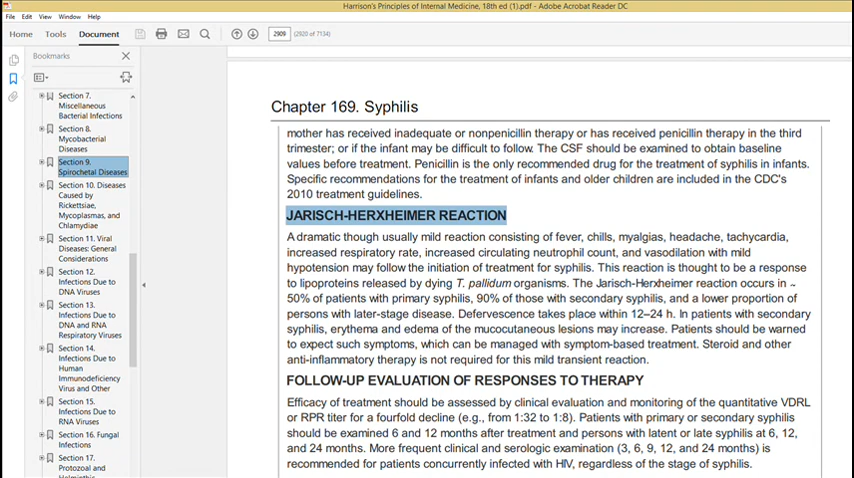 Harrison's Principles of Internal Medicine, 18th ed (1).pdf - Adobe Acrobat Reader DC
File Edit View Window Help
Home Tools Document 2909 (2920 of 7134)
Bookmarks
Section 7.
Miscellaneous
Bacterial Infections
Section 8.
Mycobacterial
Diseases
Section 9.
Spirochetal Diseases
Section 10. Diseases
Caused by
Rickettsiae,
Mycoplasmas, and
Chlamydiae
Section 11. Viral
Diseases: General
Considerations
Section 12.
Infections Due to
DNA Viruses
Section 13.
Infections Due to
DNA and RNA
Respiratory Viruses
Section 14.
Infections Due to
Human
Immunodeficiency
Virus and Other
Section 15.
Infections Due to
RNA Viruses
Section 16. Fungal
Infections
Section 17.
Protozoal and
Helminthic
Chapter 169. Syphilis
mother has received inadequate or nonpenicillin therapy or has received penicillin therapy in the third
trimester; or if the infant may be difficult to follow. The CSF should be examined to obtain baseline
values before treatment. Penicillin is the only recommended drug for the treatment of syphilis in infants.
Specific recommendations for the treatment of infants and older children are included in the CDC's
2010 treatment guidelines.
JARISCH-HERXHEIMER REACTION
A dramatic though usually mild reaction consisting of fever, chills, myalgias, headache, tachycardia,
increased respiratory rate, increased circulating neutrophil count, and vasodilation with mild
hypotension may follow the initiation of treatment for syphilis. This reaction is thought to be a response
to lipoproteins released by dying T. pallidum organisms. The Jarisch-Herxheimer reaction occurs in ~
50% of patients with primary syphilis, 90% of those with secondary syphilis, and a lower proportion of
persons with later-stage disease. Defervescence takes place within 12–24 h. In patients with secondary
syphilis, erythema and edema of the mucocutaneous lesions may increase. Patients should be warned
to expect such symptoms, which can be managed with symptom-based treatment. Steroid and other
anti-inflammatory therapy is not required for this mild transient reaction.
FOLLOW-UP EVALUATION OF RESPONSES TO THERAPY
Efficacy of treatment should be assessed by clinical evaluation and monitoring of the quantitative VDRL
or RPR titer for a fourfold decline (e.g., from 1:32 to 1:8). Patients with primary or secondary syphilis
should be examined 6 and 12 months after treatment and persons with latent or late syphilis at 6, 12,
and 24 months. More frequent clinical and serologic examination (3, 6, 9, 12, and 24 months) is
recommended for patients concurrently infected with HIV, regardless of the stage of syphilis.